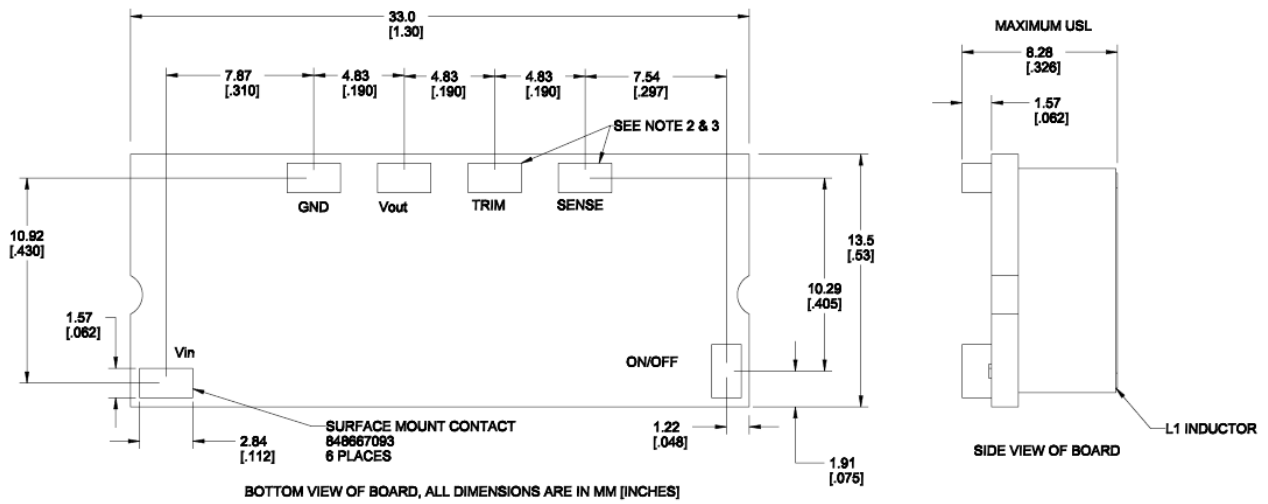 33.0
[1.30]
7.87
[.310]
4.83
[.190]
4.83
[.190]
4.83
[.190]
7.54
[.297]
SEE NOTE 2 & 3
GND
Vout
TRIM
SENSE
10.92
[.430]
13.5
[.53]
10.29
[.405]
1.57
[.062]
Vin
ON/OFF
SURFACE MOUNT CONTACT
848667093
6 PLACES
2.84
[.112]
1.22
[.048]
1.91
[.075]
BOTTOM VIEW OF BOARD, ALL DIMENSIONS ARE IN MM [INCHES]
MAXIMUM USL
8.28
[.326]
1.57
[.062]
L1 INDUCTOR
SIDE VIEW OF BOARD